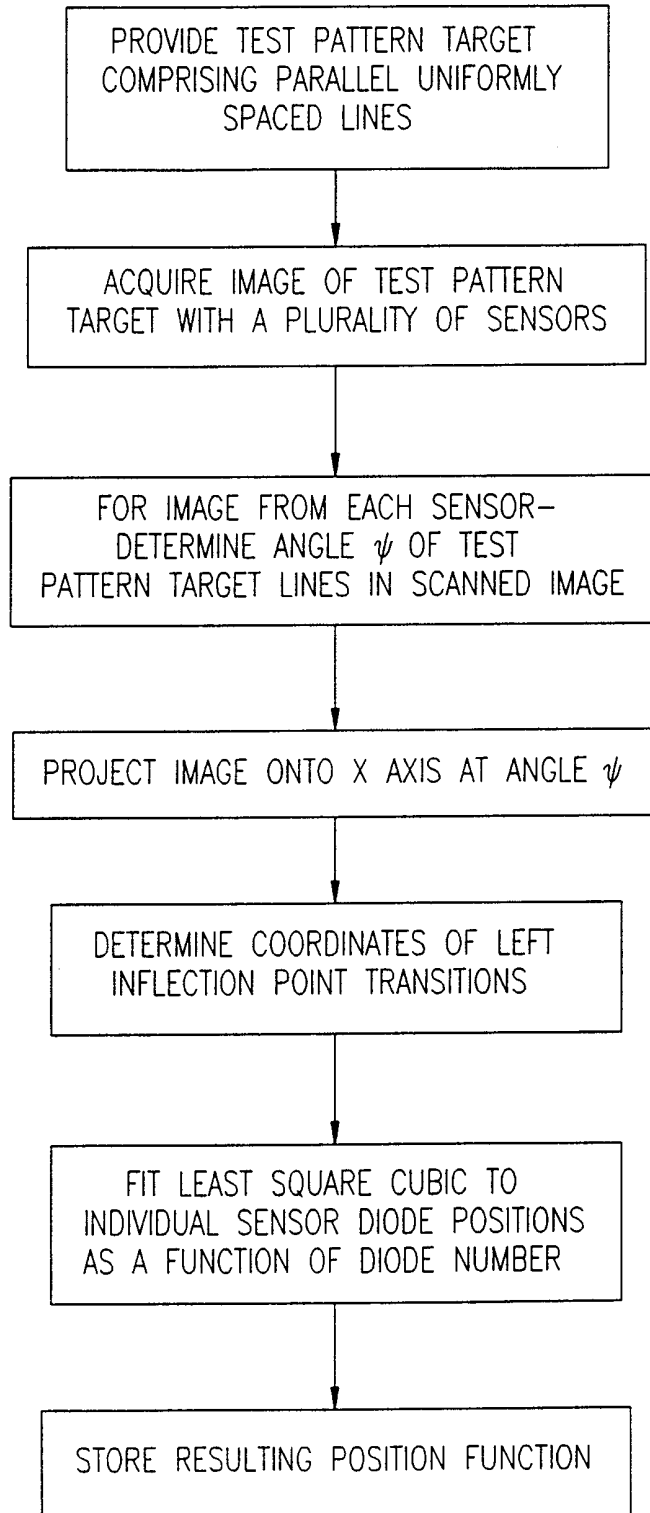 PROVIDE TEST PATTERN TARGET
COMPRISING PARALLEL UNIFORMLY
SPACED LINES
ACQUIRE IMAGE OF TEST PATTERN
TARGET WITH A PLURALITY OF SENSORS
FOR IMAGE FROM EACH SENSOR–
DETERMINE ANGLE ψ OF TEST
PATTERN TARGET LINES IN SCANNED IMAGE
PROJECT IMAGE ONTO X AXIS AT ANGLE ψ
DETERMINE COORDINATES OF LEFT
INFLECTION POINT TRANSITIONS
FIT LEAST SQUARE CUBIC TO
INDIVIDUAL SENSOR DIODE POSITIONS
AS A FUNCTION OF DIODE NUMBER
STORE RESULTING POSITION FUNCTION